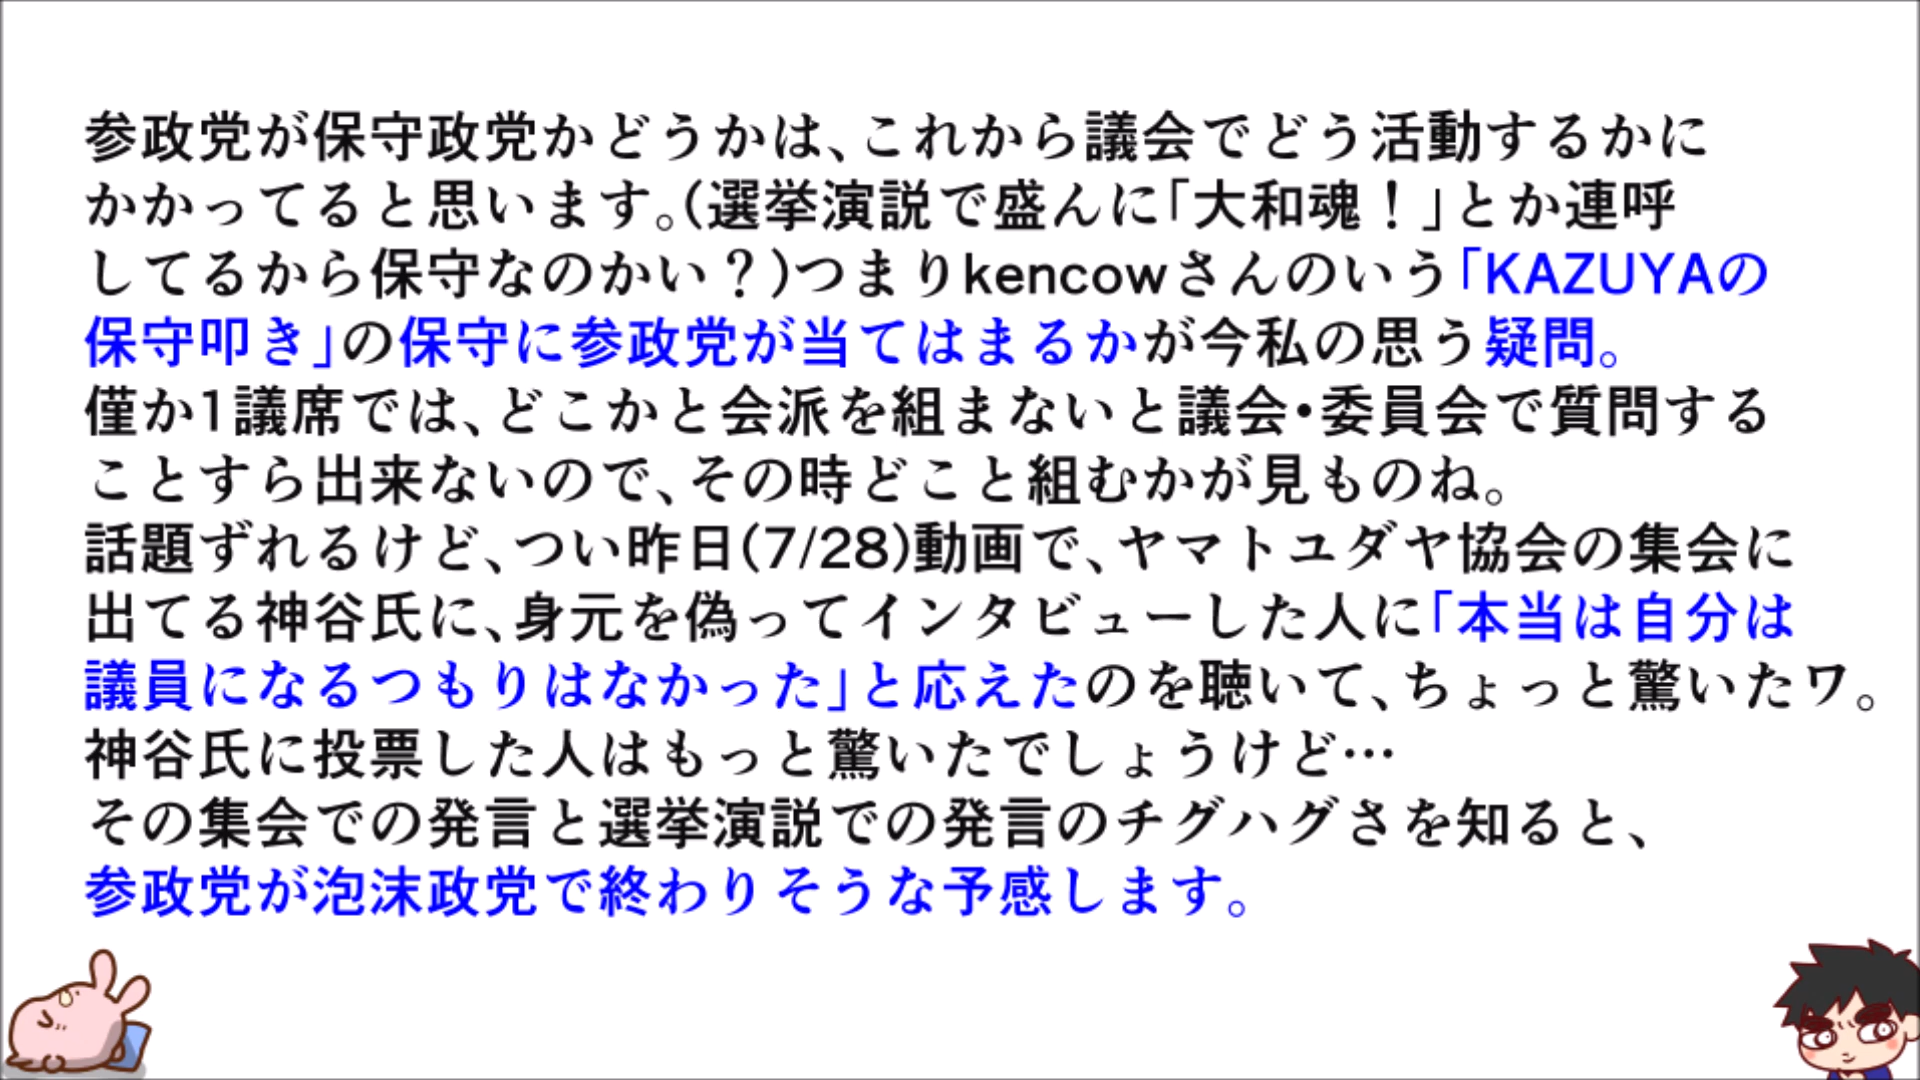 参政党が保守政党かどうかは、これから議会でどう活動するかに
かかってると思います。(選挙演説で盛んに「大和魂！」とか連呼
してるから保守なのかい？)つまりkencowさんのいう「KAZUYAの
保守叩き」の保守に参政党が当てはまるかが今私の思う疑問。
僅か1議席では、どこかと会派を組まないと議会・委員会で質問する
ことすら出来ないので、その時どこと組むかが見ものね。
話題ずれるけど、つい昨日(7/28)動画で、ヤマトユダヤ協会の集会に
出てる神谷氏に、身元を偽ってインタビューした人に「本当は自分は
議員になるつもりはなかった」と応えたのを聴いて、ちょっと驚いたワ。
神谷氏に投票した人はもっと驚いたでしょうけど…
その集会での発言と選挙演説での発言のチグハグさを知ると、
参政党が泡沫政党で終わりそうな予感します。